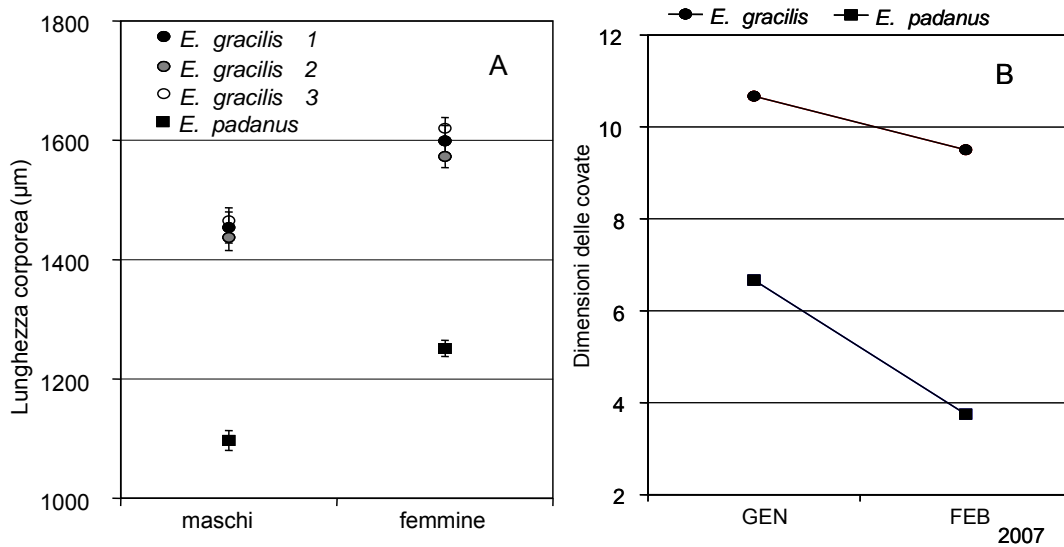 1800
1600
1400
1200
1000
Lunghezza corporea (µm)
E. gracilis 1
E. gracilis 2
E. gracilis 3
E. padanus
A
maschi
femmine
E. gracilis
E. padanus
12
10
8
6
4
2
Dimensioni delle covate
B
GEN
FEB
2007